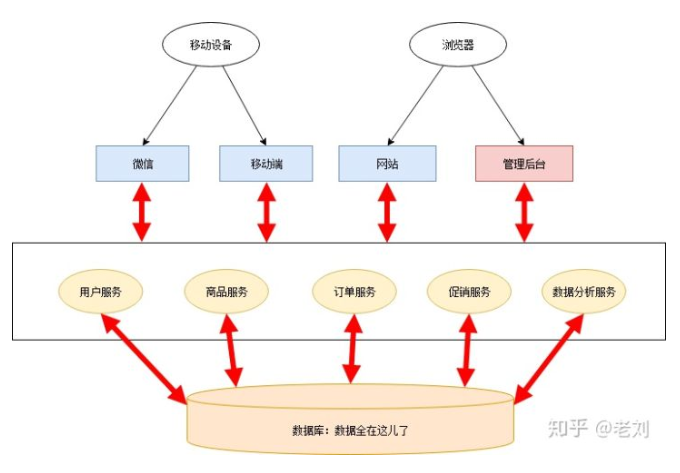 移动设备
浏览器
微信
移动端
网站
管理后台
用户服务
商品服务
订单服务
促销服务
数据分析服务
数据库：数据全在这儿了
知乎 @老刘